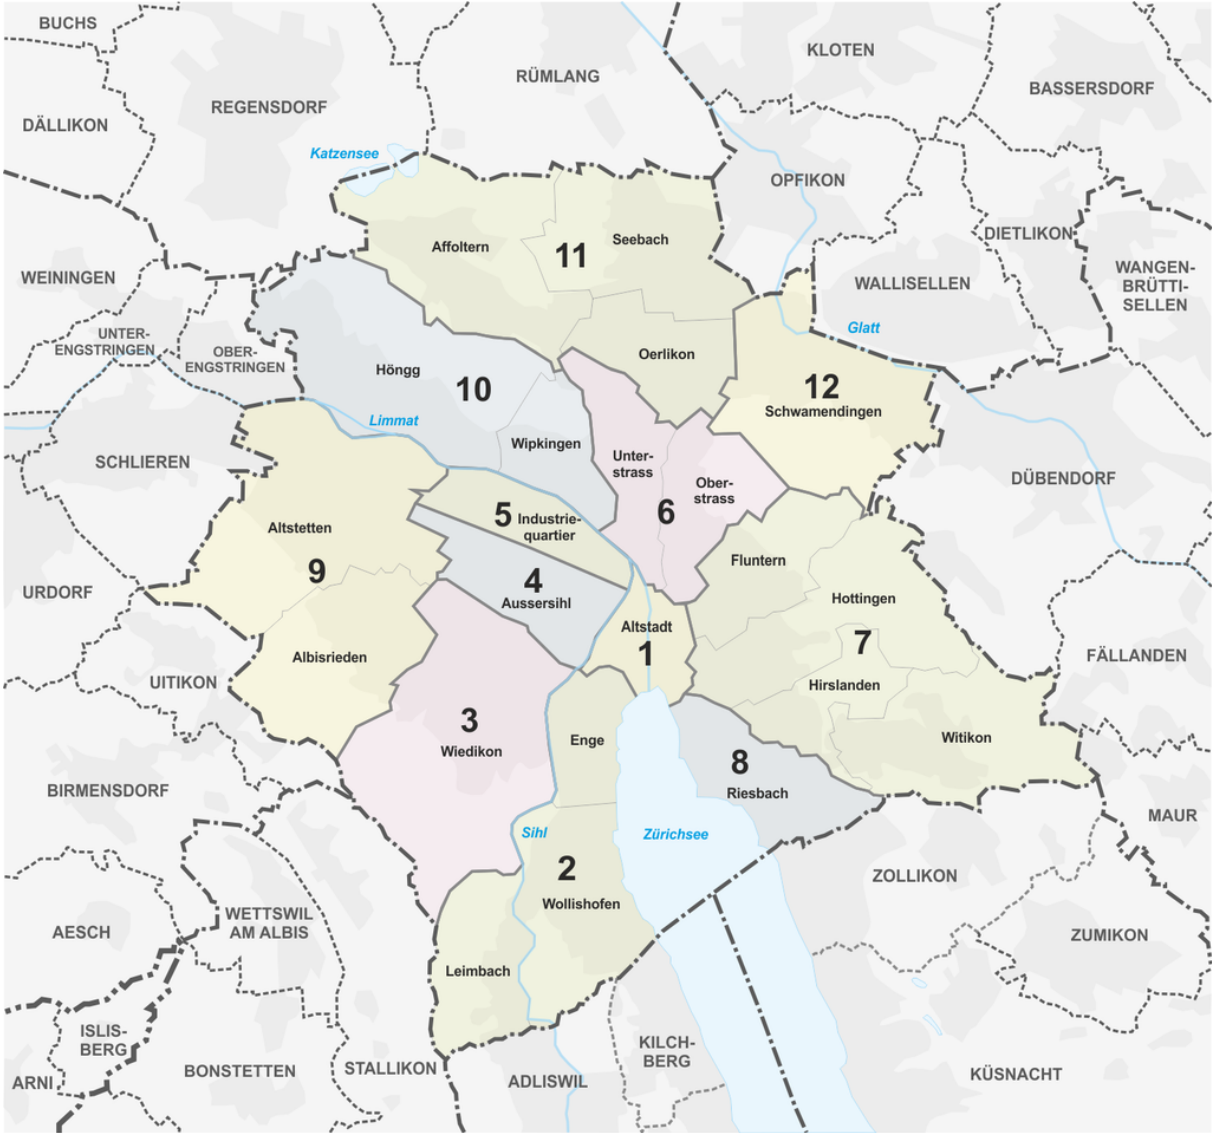 BUCHS
KLOTEN
RÜMLANG
BASSERSDORF
REGENSDORF
DÄLLIKON
Katzensee
OPFIKON
DIETLIKON
Affoltern
11
Seebach
WEININGEN
WALLISELLEN
WANGEN-
BRÜTTI-
SELLEN
Glatt
UNTER-
ENGSTRINGEN
OBER-
ENGSTRINGEN
Oerlikon
Höngg
10
12
Schwamendingen
Limmat
Wipkingen
SCHLIEREN
Unter-
strass
Ober-
strass
DÜBENDORF
6
5
Industrie-
quartier
Altstetten
9
Fluntern
4
Aussersihl
URDORF
Hottingen
Altstadt
1
7
Albisrieden
FÄLLANDEN
UITIKON
Hirslanden
3
Wiedikon
Enge
Witikon
8
Riesbach
BIRMENSDORF
MAUR
Sihl
Zürichsee
2
Wollishofen
ZOLLIKON
WETTSWIL
AM ALBIS
AESCH
ZUMIKON
Leimbach
ISLIS-
BERG
KILCH-
BERG
ARNI
BONSTETTEN
STALLIKON
ADLISWIL
KÜSNACHT